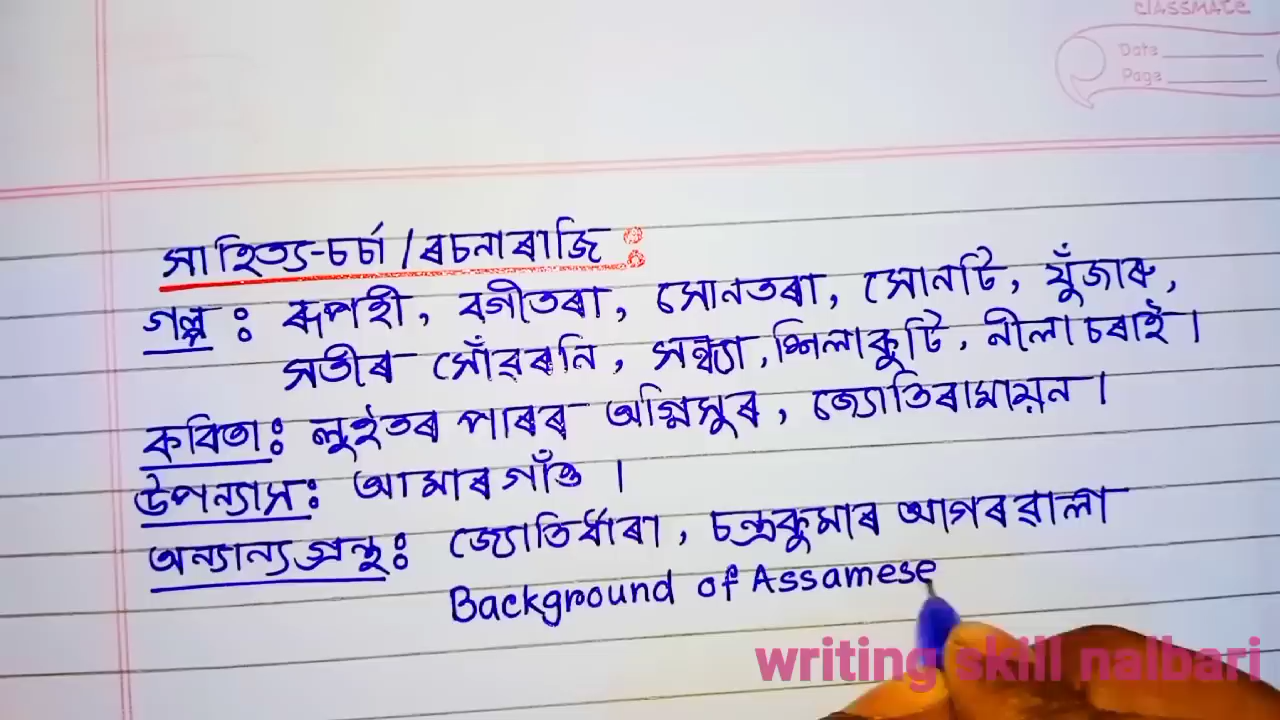 classmate
Date
Page
সাহিত্য-চৰ্চা/ৰচনাৰাজি :
গল্প : ৰূপহী, বগীতৰা, সোনতৰা, সোনটি, যুঁজাৰু,
সতীৰ সোঁৱৰনি, সন্ধ্যা, শিলাকুটি, নীলা চৰাই।
কবিতা: লুইতৰ পাৰৰ অগ্নিসুৰ, জ্যোতিৰামায়ন।
উপন্যাস: আমাৰ গাঁও।
অন্যান্য গ্ৰন্থ: জ্যোতিৰ্ধাৰা, চন্দ্ৰকুমাৰ আগৰৱালা
Background of Assamese
writing skill nalbari